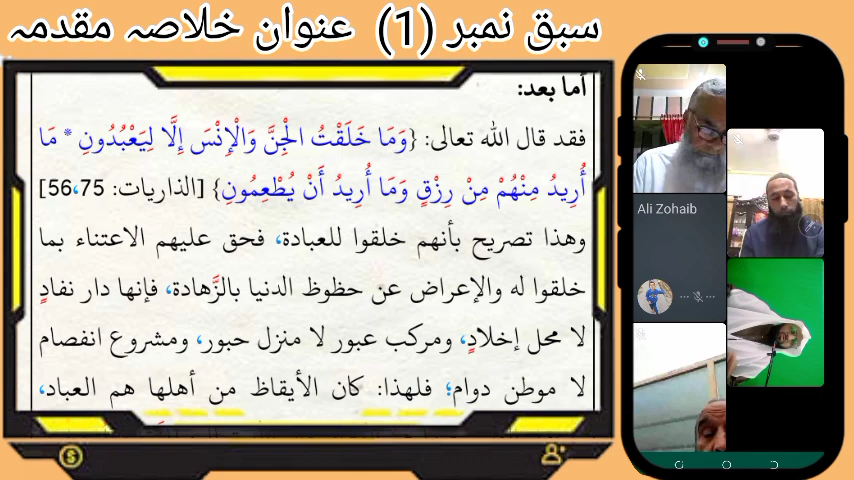 سبق نمبر (1) عنوان خلاصہ مقدمہ
أما بعد:
فقد قال الله تعالى: {وَمَا خَلَقْتُ الْجِنَّ وَالْإِنْسَ إِلَّا لِيَعْبُدُونِ * مَا
أُرِيدُ مِنْهُمْ مِنْ رِزْقٍ وَمَا أُرِيدُ أَنْ يُطْعِمُونِ} [الذاريات: 56،75]
وهذا تصريح بأنهم خلقوا للعبادة، فحق عليهم الاعتناء بما
خلقوا له والإعراض عن حظوظ الدنيا بالزَّهادة، فإنها دار نفادٍ
لا محل إخلادٍ، ومركب عبور لا منزل حبور، ومشروع انفصام
لا موطن دوام؛ فلهذا: كان الأيقاظ من أهلها هم العباد،
Ali Zohaib